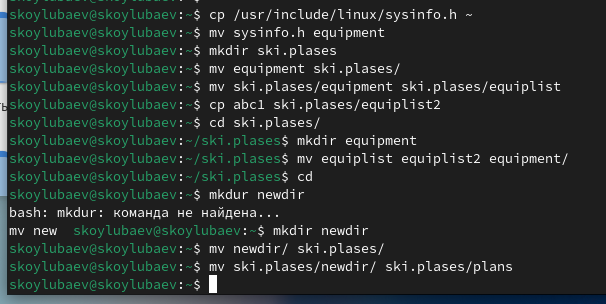 skoylubaev@skoylubaev:~$ cp /usr/include/linux/sysinfo.h ~
skoylubaev@skoylubaev:~$ mv sysinfo.h equipment
skoylubaev@skoylubaev:~$ mkdir ski.plases
skoylubaev@skoylubaev:~$ mv equipment ski.plases/
skoylubaev@skoylubaev:~$ mv ski.plases/equipment ski.plases/equiplist
skoylubaev@skoylubaev:~$ cp abc1 ski.plases/equiplist2
skoylubaev@skoylubaev:~$ cd ski.plases/
skoylubaev@skoylubaev:~/ski.plases$ mkdir equipment
skoylubaev@skoylubaev:~/ski.plases$ mv equiplist equiplist2 equipment/
skoylubaev@skoylubaev:~/ski.plases$ cd
skoylubaev@skoylubaev:~$ mkdur newdir
bash: mkdur: команда не найдена...
mv new  skoylubaev@skoylubaev:~$ mkdir newdir
skoylubaev@skoylubaev:~$ mv newdir/ ski.plases/
skoylubaev@skoylubaev:~$ mv ski.plases/newdir/ ski.plases/plans
skoylubaev@skoylubaev:~$